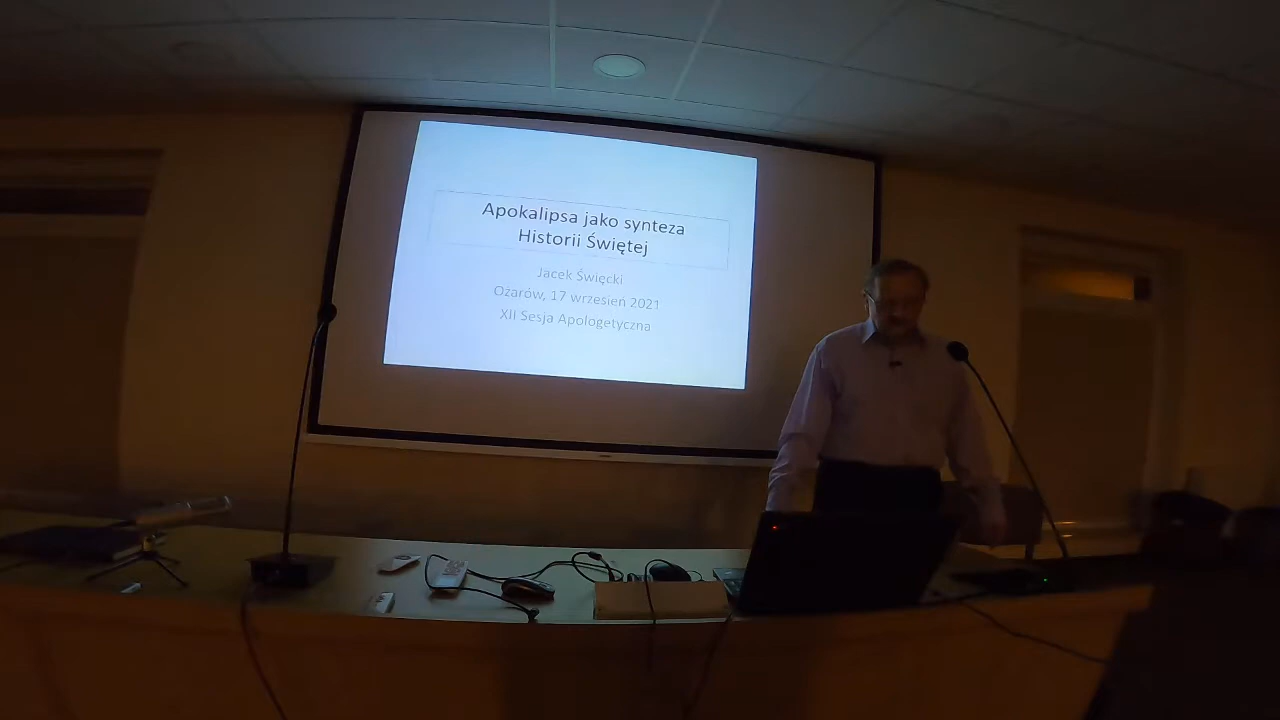 Apokalipsa jako synteza
Historii Świętej
Jacek Święcki
Ożarów, 17 wrzesień 2021
XII Sesja Apologetyczna